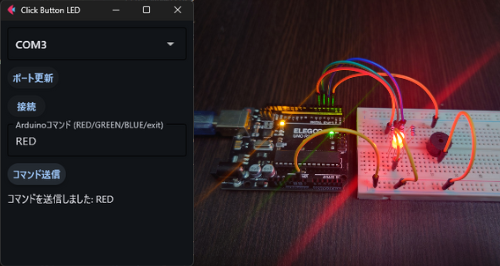 Click Button LED
COM3
ポート更新
接続
Arduinoコマンド (RED/GREEN/BLUE/exit)
RED
コマンド送信
コマンドを送信しました: RED
ELEGOO